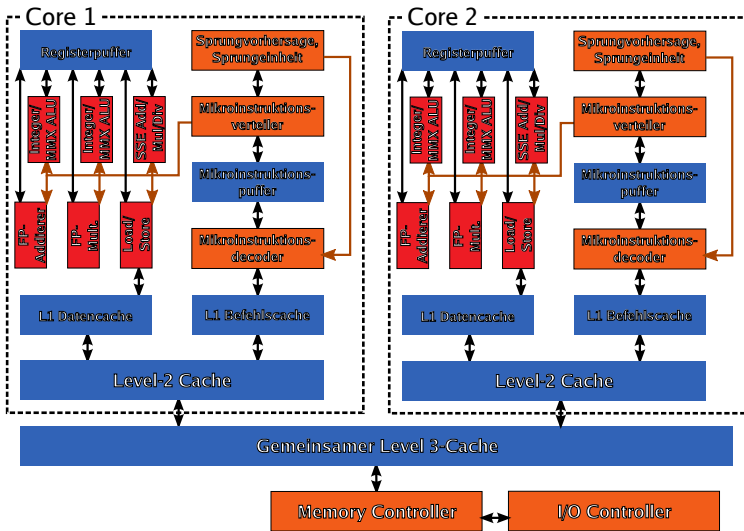 Core 1
Registerpuffer
Sprungvorhersage,
Sprungeinheit
Integer/
MMX ALU
Integer/
MMX ALU
SSE Add/
Mul/Div
Mikroinstruktions-
verteiler
Mikroinstruktions-
puffer
FP-
Addierer
FP-
Mult.
Load/
Store
Mikroinstruktions-
decoder
L1 Datencache
L1 Befehlscache
Level-2 Cache
Core 2
Registerpuffer
Sprungvorhersage,
Sprungeinheit
Integer/
MMX ALU
Integer/
MMX ALU
SSE Add/
Mul/Div
Mikroinstruktions-
verteiler
Mikroinstruktions-
puffer
FP-
Addierer
FP-
Mult.
Load/
Store
Mikroinstruktions-
decoder
L1 Datencache
L1 Befehlscache
Level-2 Cache
Gemeinsamer Level 3-Cache
Memory Controller
I/O Controller